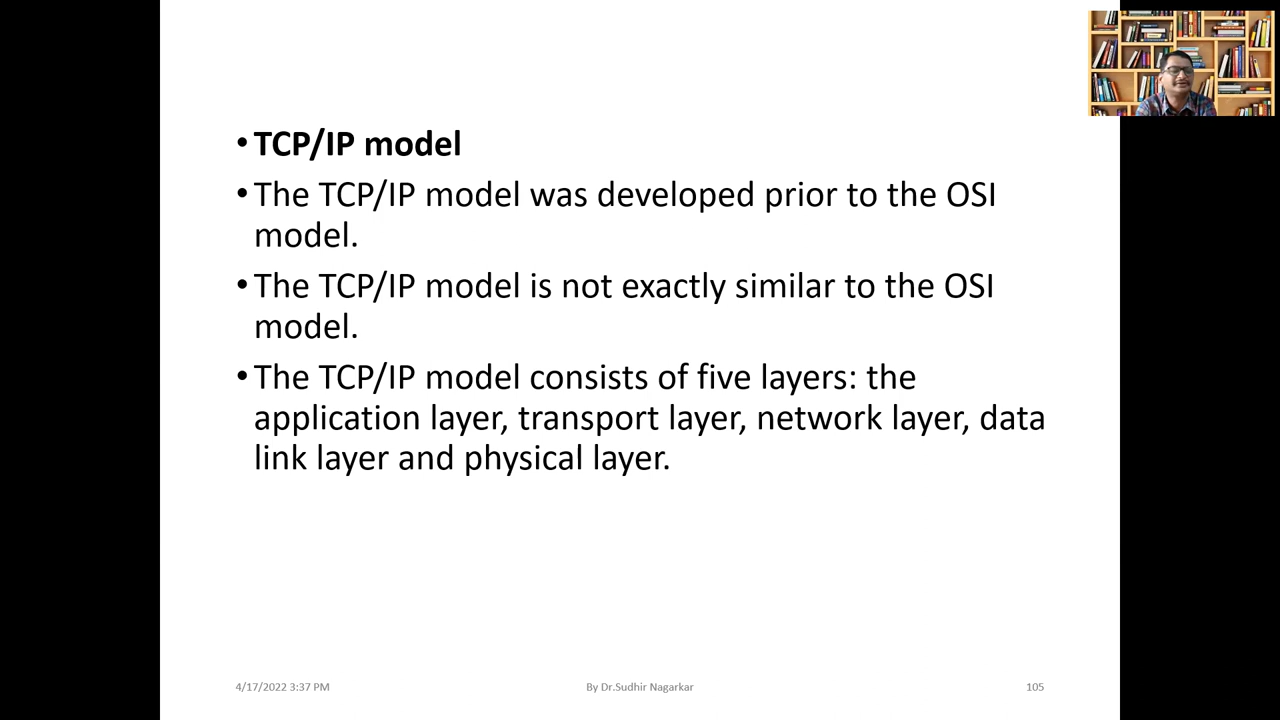 • TCP/IP model
• The TCP/IP model was developed prior to the OSI
model.
• The TCP/IP model is not exactly similar to the OSI
model.
• The TCP/IP model consists of five layers: the
application layer, transport layer, network layer, data
link layer and physical layer.
4/17/2022 3:37 PM
By Dr.Sudhir Nagarkar
105